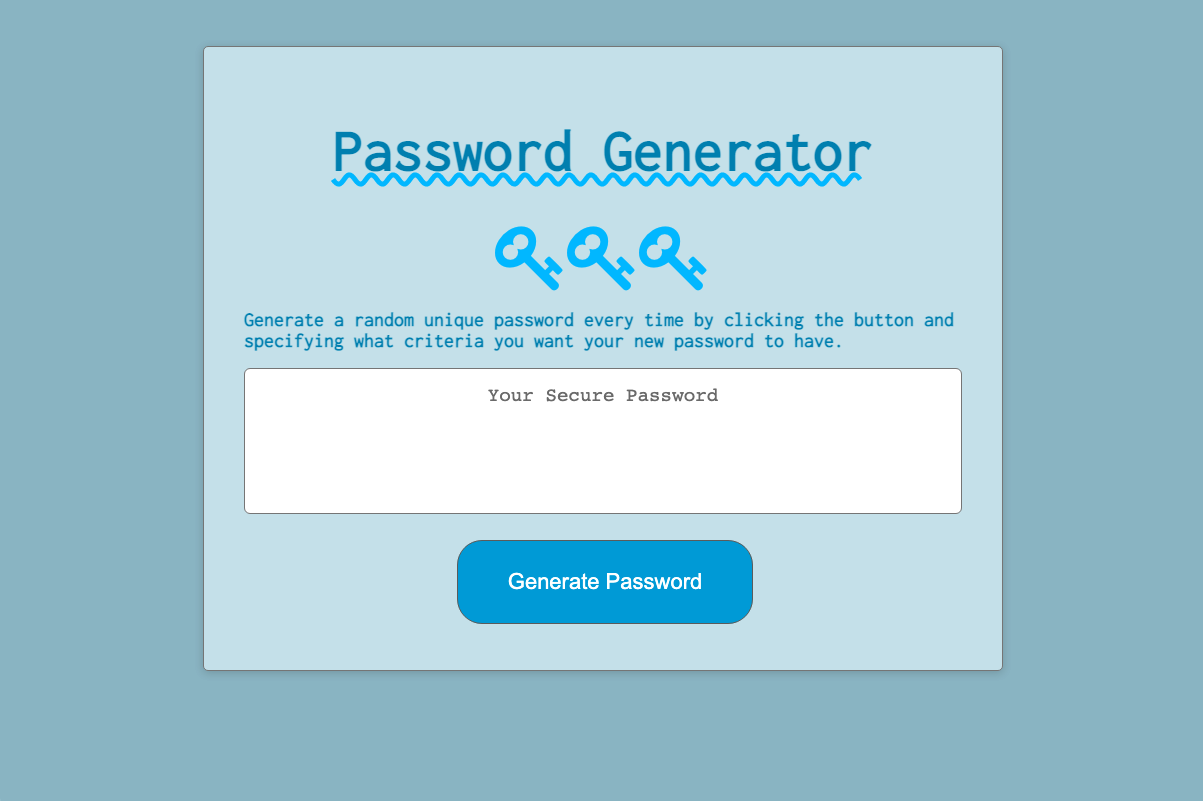 Password Generator
Generate a random unique password every time by clicking the button and
specifying what criteria you want your new password to have.
Your Secure Password
Generate Password